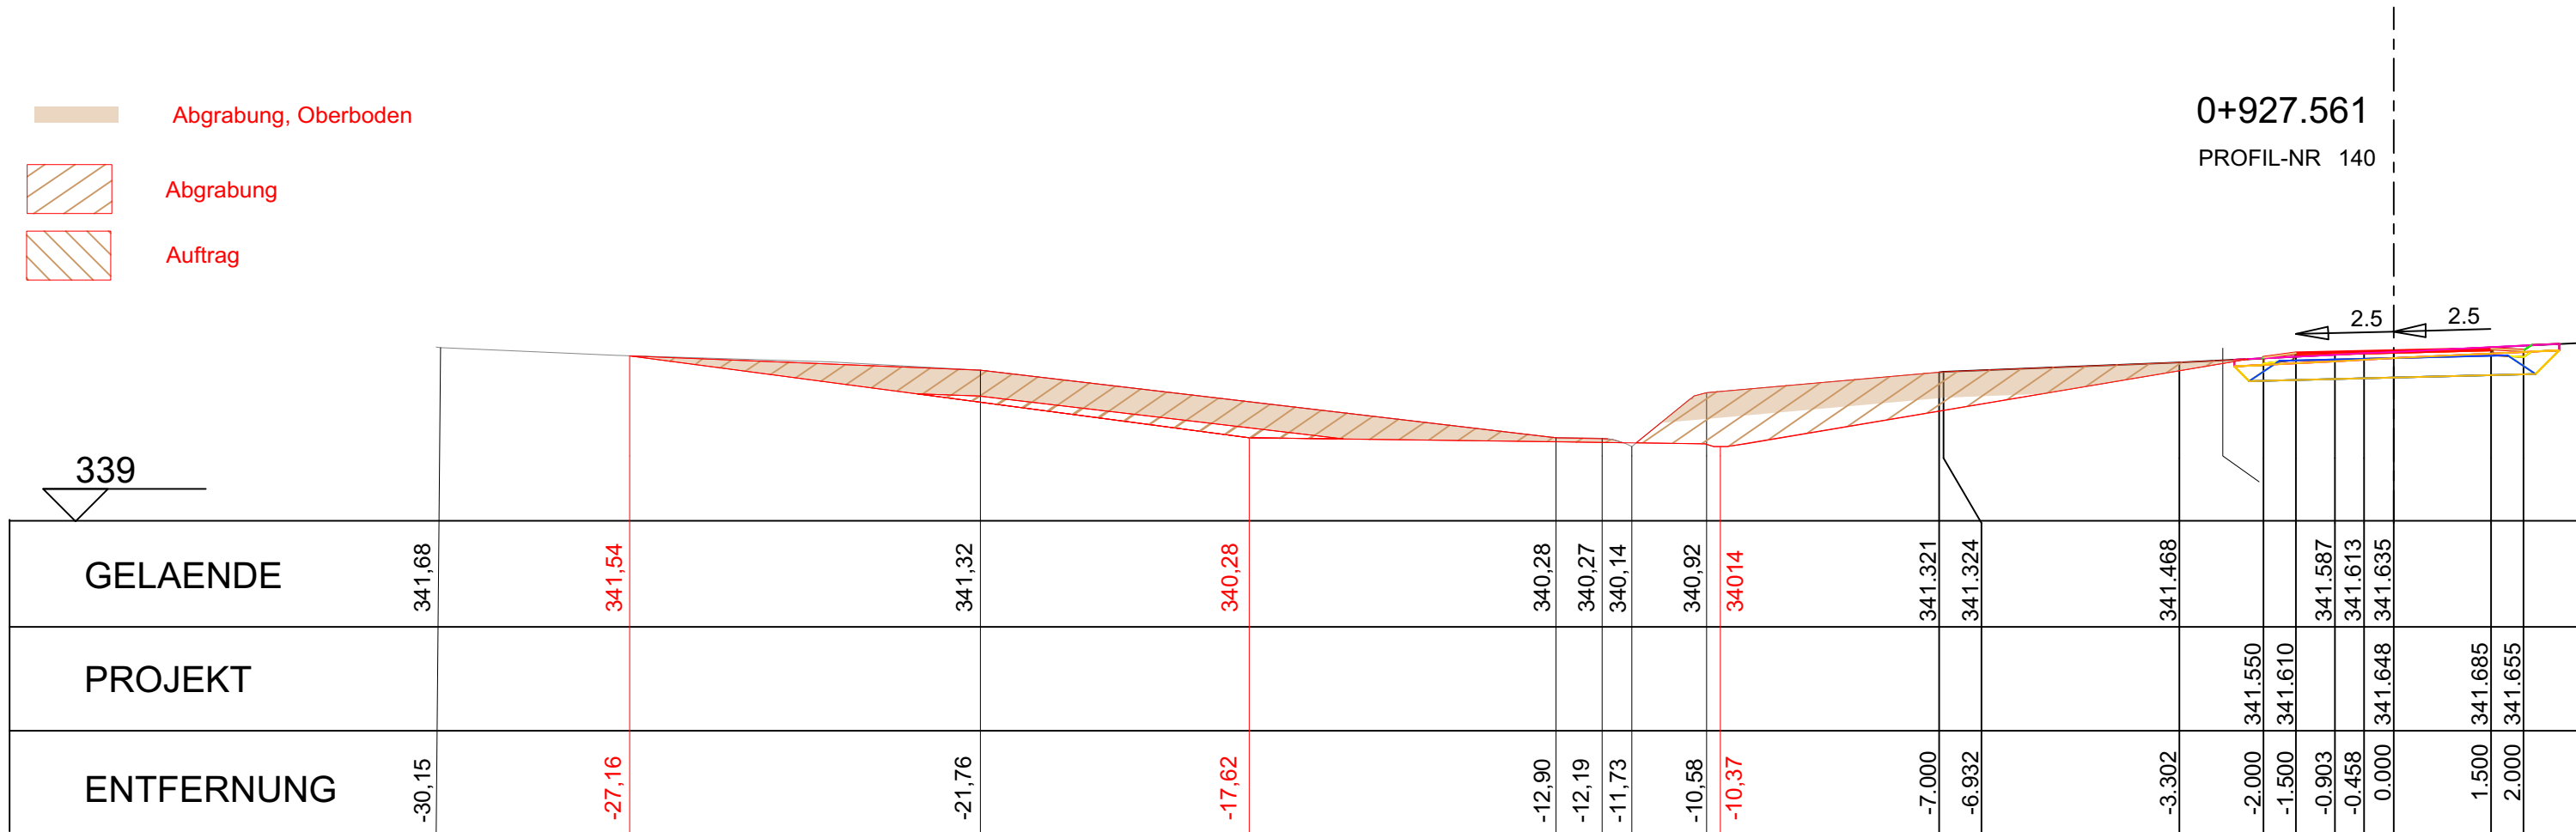 0+927.561
Abgrabung, Oberboden
PROFIL-NR 140
Abgrabung
Auftrag
2.5 2.5
339
GELAENDE 341,68 341,54 341,32 340,28 340,28 340,27 340,14 340,92 34014 341.321 341.324 341.468 341.587 341.613 341.635
PROJEKT 341.550 341.610 341.648 341.685 341.655
ENTFERNUNG -30,15 -27,16 -21,76 -17,62 -12,90 -12,19 -11,73 -10,58 -10,37 -7.000 -6.932 -3.302 -2.000 -1.500 -0.903 -0.458 0.000 1.500 2.000